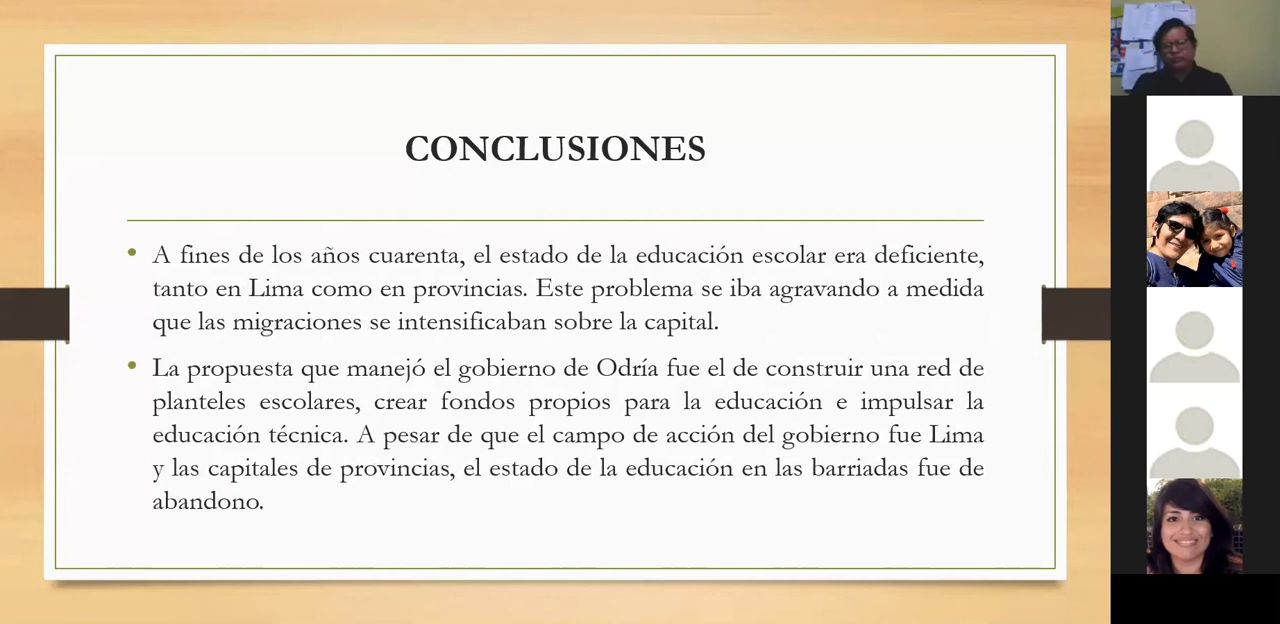 CONCLUSIONES
• A fines de los años cuarenta, el estado de la educación escolar era deficiente,
tanto en Lima como en provincias. Este problema se iba agravando a medida
que las migraciones se intensificaban sobre la capital.
• La propuesta que manejó el gobierno de Odría fue el de construir una red de
planteles escolares, crear fondos propios para la educación e impulsar la
educación técnica. A pesar de que el campo de acción del gobierno fue Lima
y las capitales de provincias, el estado de la educación en las barriadas fue de
abandono.